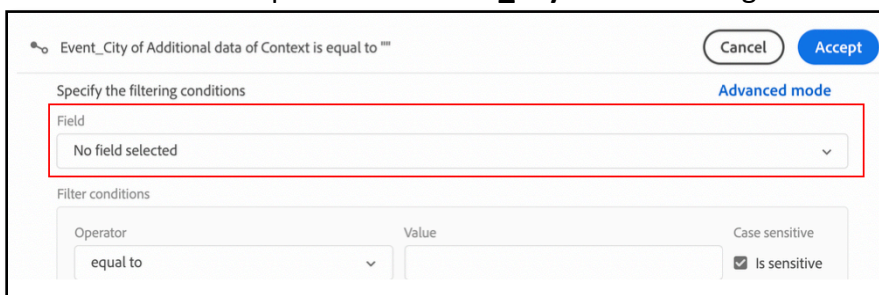 Event_City of Additional data of Context is equal to ""
Cancel
Accept
Specify the filtering conditions
Advanced mode
Field
No field selected
Filter conditions
Operator
Value
Case sensitive
equal to
Is sensitive